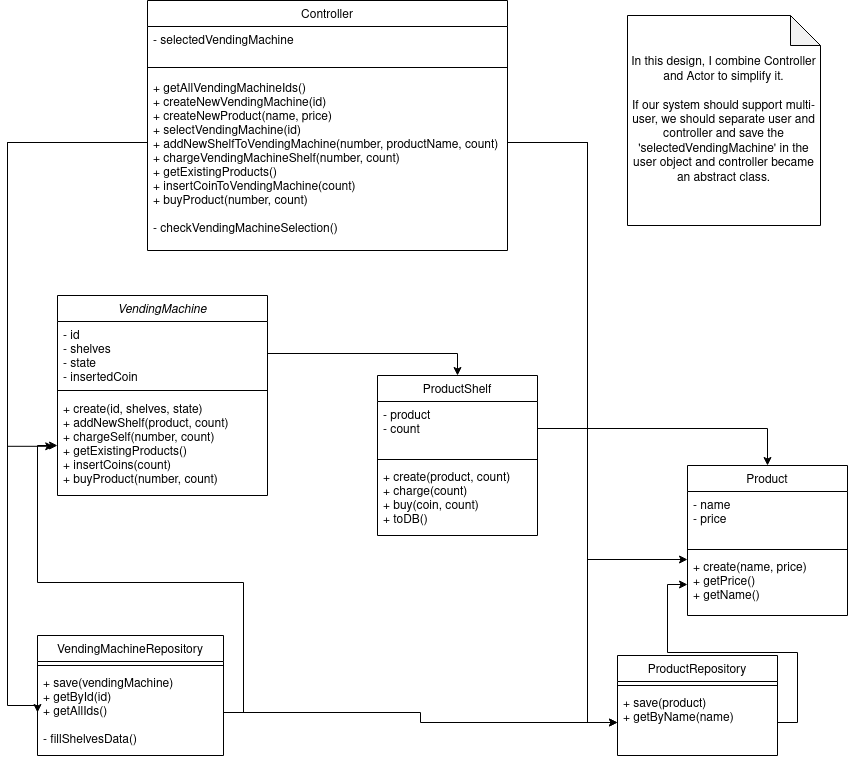 Controller
- selectedVendingMachine
+ getAllVendingMachineIds()
+ createNewVendingMachine(id)
+ createNewProduct(name, price)
+ selectVendingMachine(id)
+ addNewShelfToVendingMachine(number, productName, count)
+ chargeVendingMachineShelf(number, count)
+ getExistingProducts()
+ insertCoinToVendingMachine(count)
+ buyProduct(number, count)
- checkVendingMachineSelection()
In this design, I combine Controller
and Actor to simplify it.
If our system should support multi-
user, we should separate user and
controller and save the
'selectedVendingMachine' in the
user object and controller became
an abstract class.
VendingMachine
- id
- shelves
- state
- insertedCoin
+ create(id, shelves, state)
+ addNewShelf(product, count)
+ chargeSelf(number, count)
+ getExistingProducts()
+ insertCoins(count)
+ buyProduct(number, count)
ProductShelf
- product
- count
+ create(product, count)
+ charge(count)
+ buy(coin, count)
+ toDB()
Product
- name
- price
+ create(name, price)
+ getPrice()
+ getName()
VendingMachineRepository
+ save(vendingMachine)
+ getById(id)
+ getAllIds()
- fillShelvesData()
ProductRepository
+ save(product)
+ getByName(name)